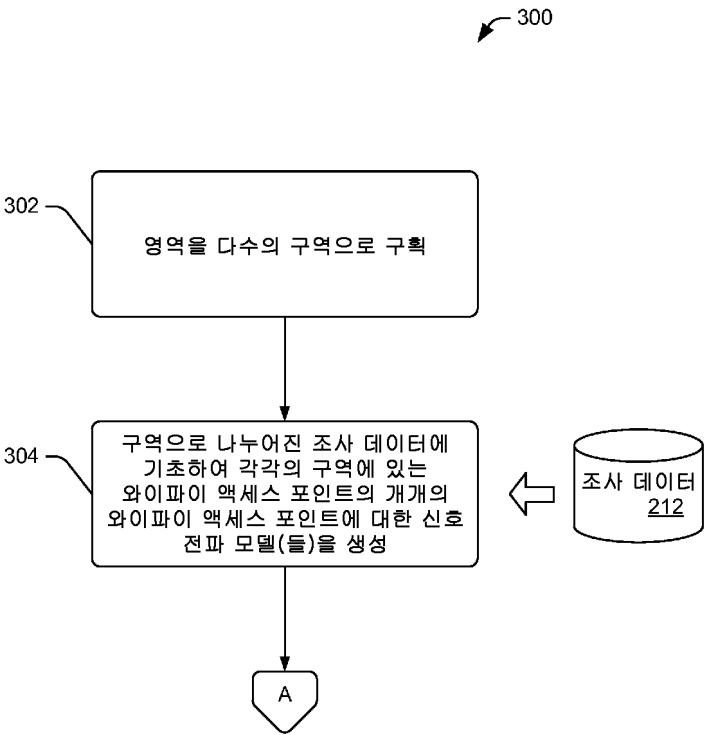 300
302
영역을 다수의 구역으로 구획
304
구역으로 나누어진 조사 데이터에
기초하여 각각의 구역에 있는
와이파이 액세스 포인트의 개개의
와이파이 액세스 포인트에 대한 신호
전파 모델(들)을 생성
조사 데이터
212
A